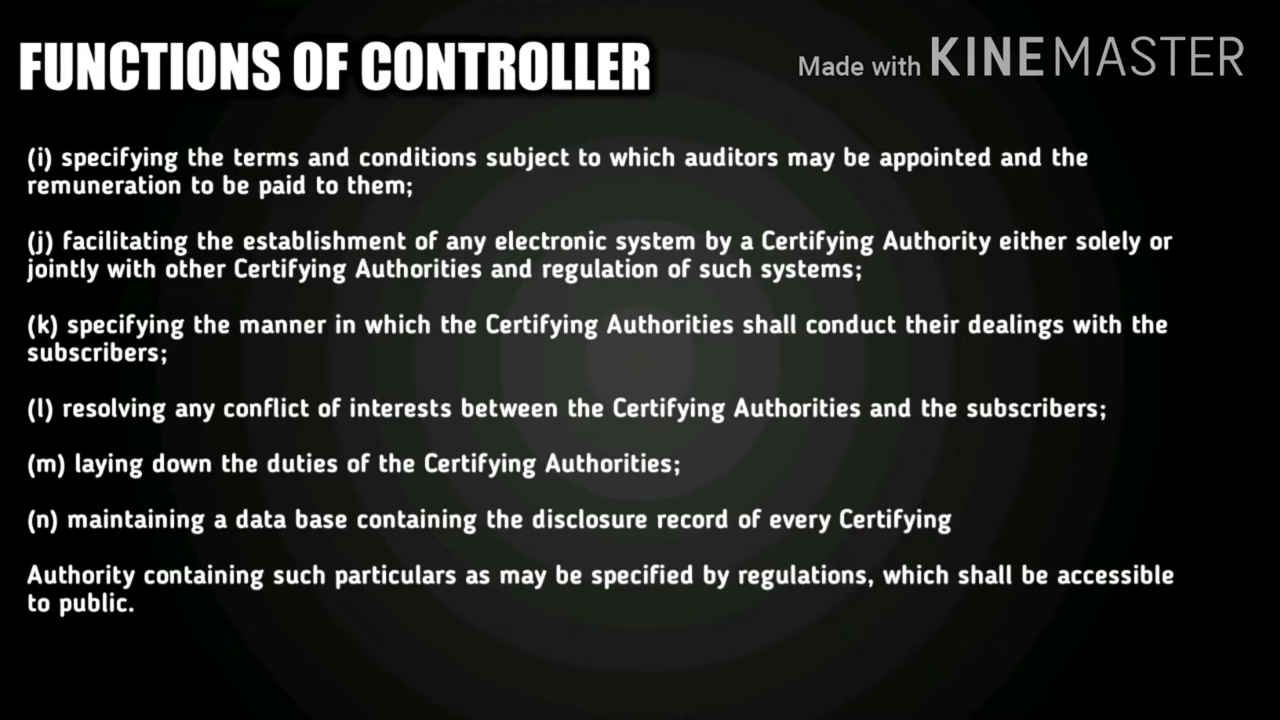 FUNCTIONS OF CONTROLLER
Made with KINEMASTER
(i) specifying the terms and conditions subject to which auditors may be appointed and the
remuneration to be paid to them;
(j) facilitating the establishment of any electronic system by a Certifying Authority either solely or
jointly with other Certifying Authorities and regulation of such systems;
(k) specifying the manner in which the Certifying Authorities shall conduct their dealings with the
subscribers;
(l) resolving any conflict of interests between the Certifying Authorities and the subscribers;
(m) laying down the duties of the Certifying Authorities;
(n) maintaining a data base containing the disclosure record of every Certifying
Authority containing such particulars as may be specified by regulations, which shall be accessible
to public.